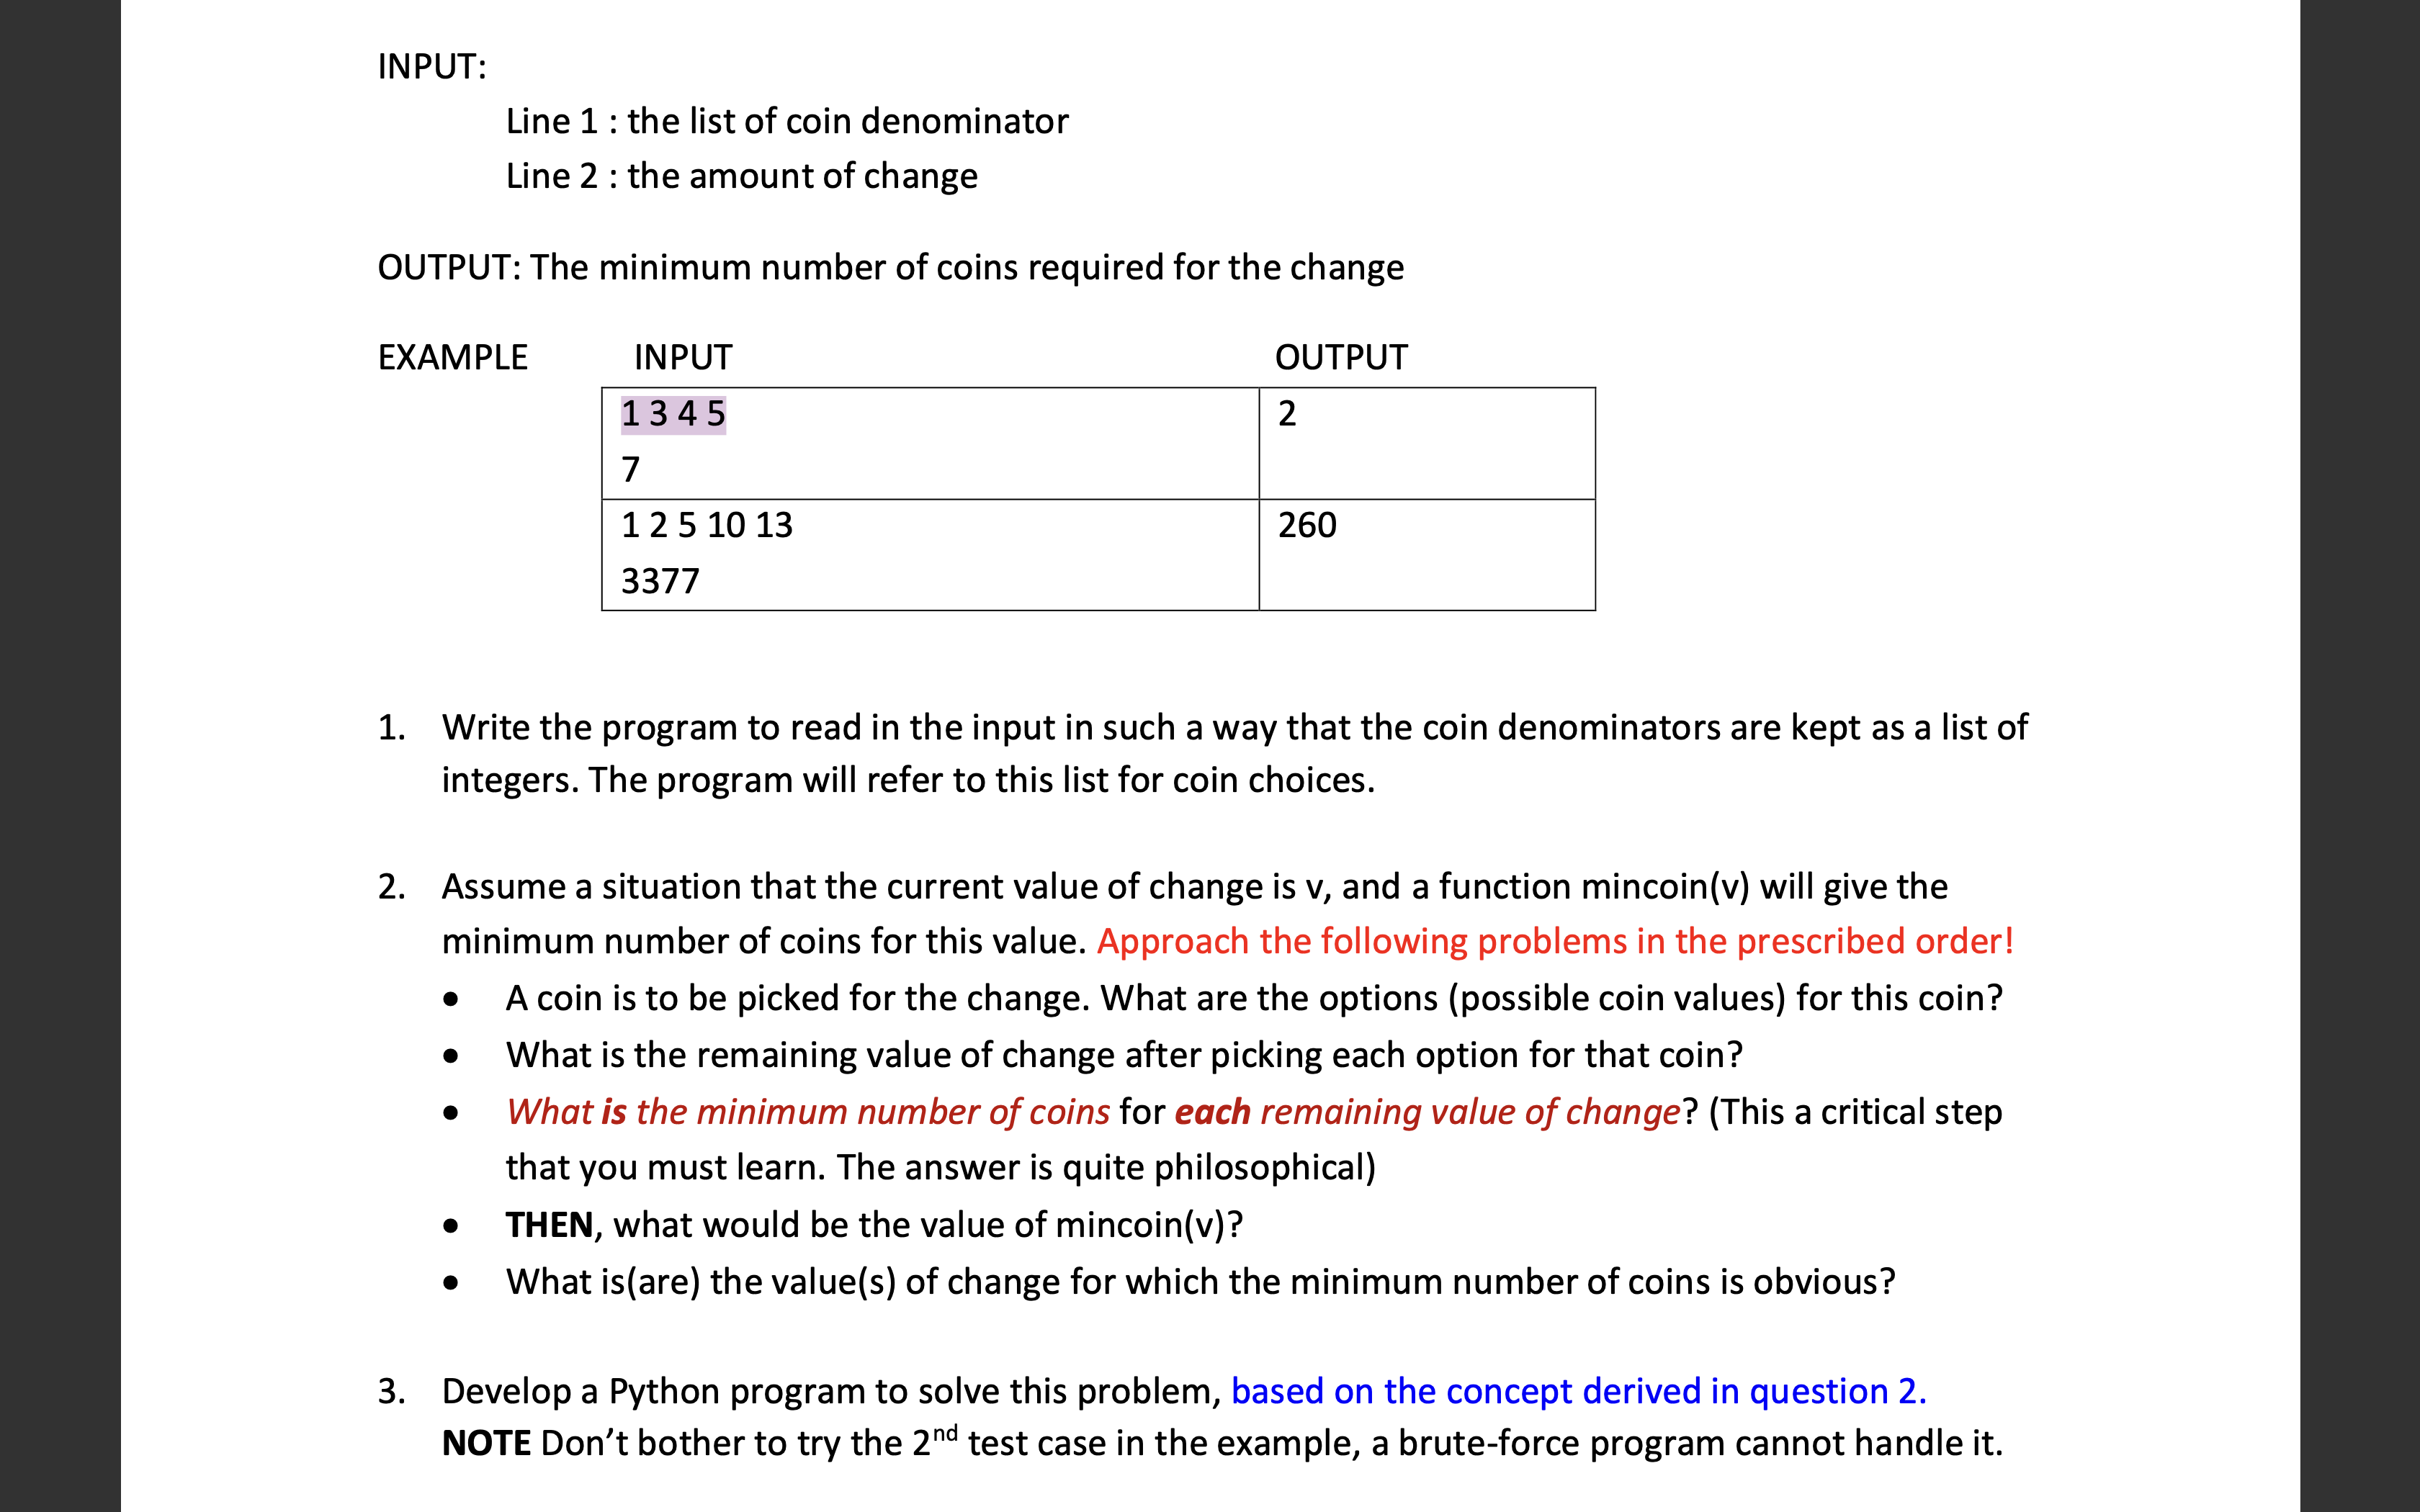 INPUT:
Line 1 : the list of coin denominator
Line 2 : the amount of change
OUTPUT: The minimum number of coins required for the change
EXAMPLE INPUT OUTPUT
1 3 4 5 2
7
1 2 5 10 13 260
3377
1. Write the program to read in the input in such a way that the coin denominators are kept as a list of
integers. The program will refer to this list for coin choices.
2. Assume a situation that the current value of change is v, and a function mincoin(v) will give the
minimum number of coins for this value. Approach the following problems in the prescribed order!
• A coin is to be picked for the change. What are the options (possible coin values) for this coin?
• What is the remaining value of change after picking each option for that coin?
• What is the minimum number of coins for each remaining value of change? (This a critical step
that you must learn. The answer is quite philosophical)
• THEN, what would be the value of mincoin(v)?
• What is(are) the value(s) of change for which the minimum number of coins is obvious?
3. Develop a Python program to solve this problem, based on the concept derived in question 2.
NOTE Don’t bother to try the 2nd test case in the example, a brute-force program cannot handle it.